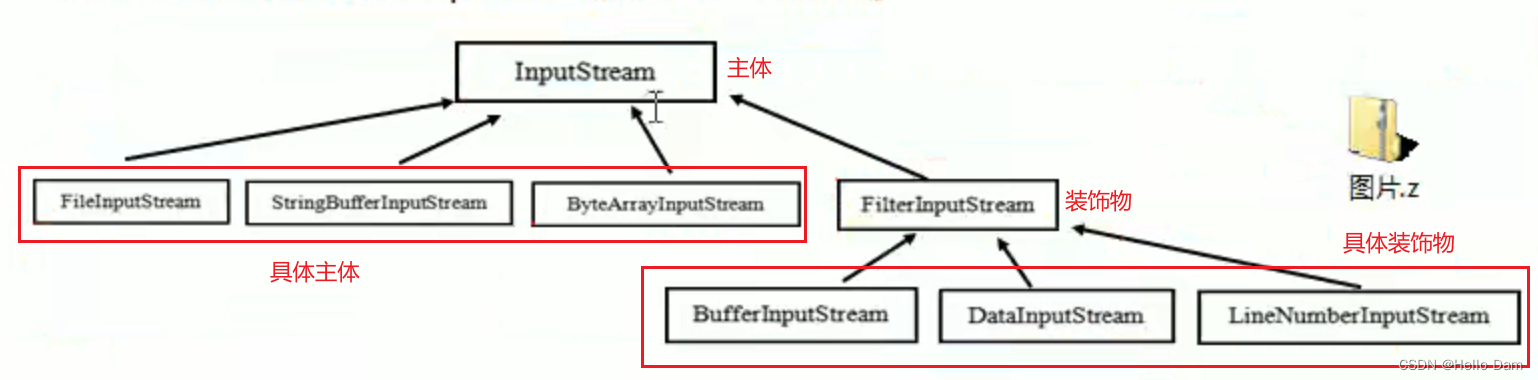 InputStream
主体
FileInputStream
StringBufferInputStream
ByteArrayInputStream
FilterInputStream
装饰物
图片.z
具体装饰物
具体主体
BufferInputStream
DataInputStream
LineNumberInputStream
CSDN @Hello Dam